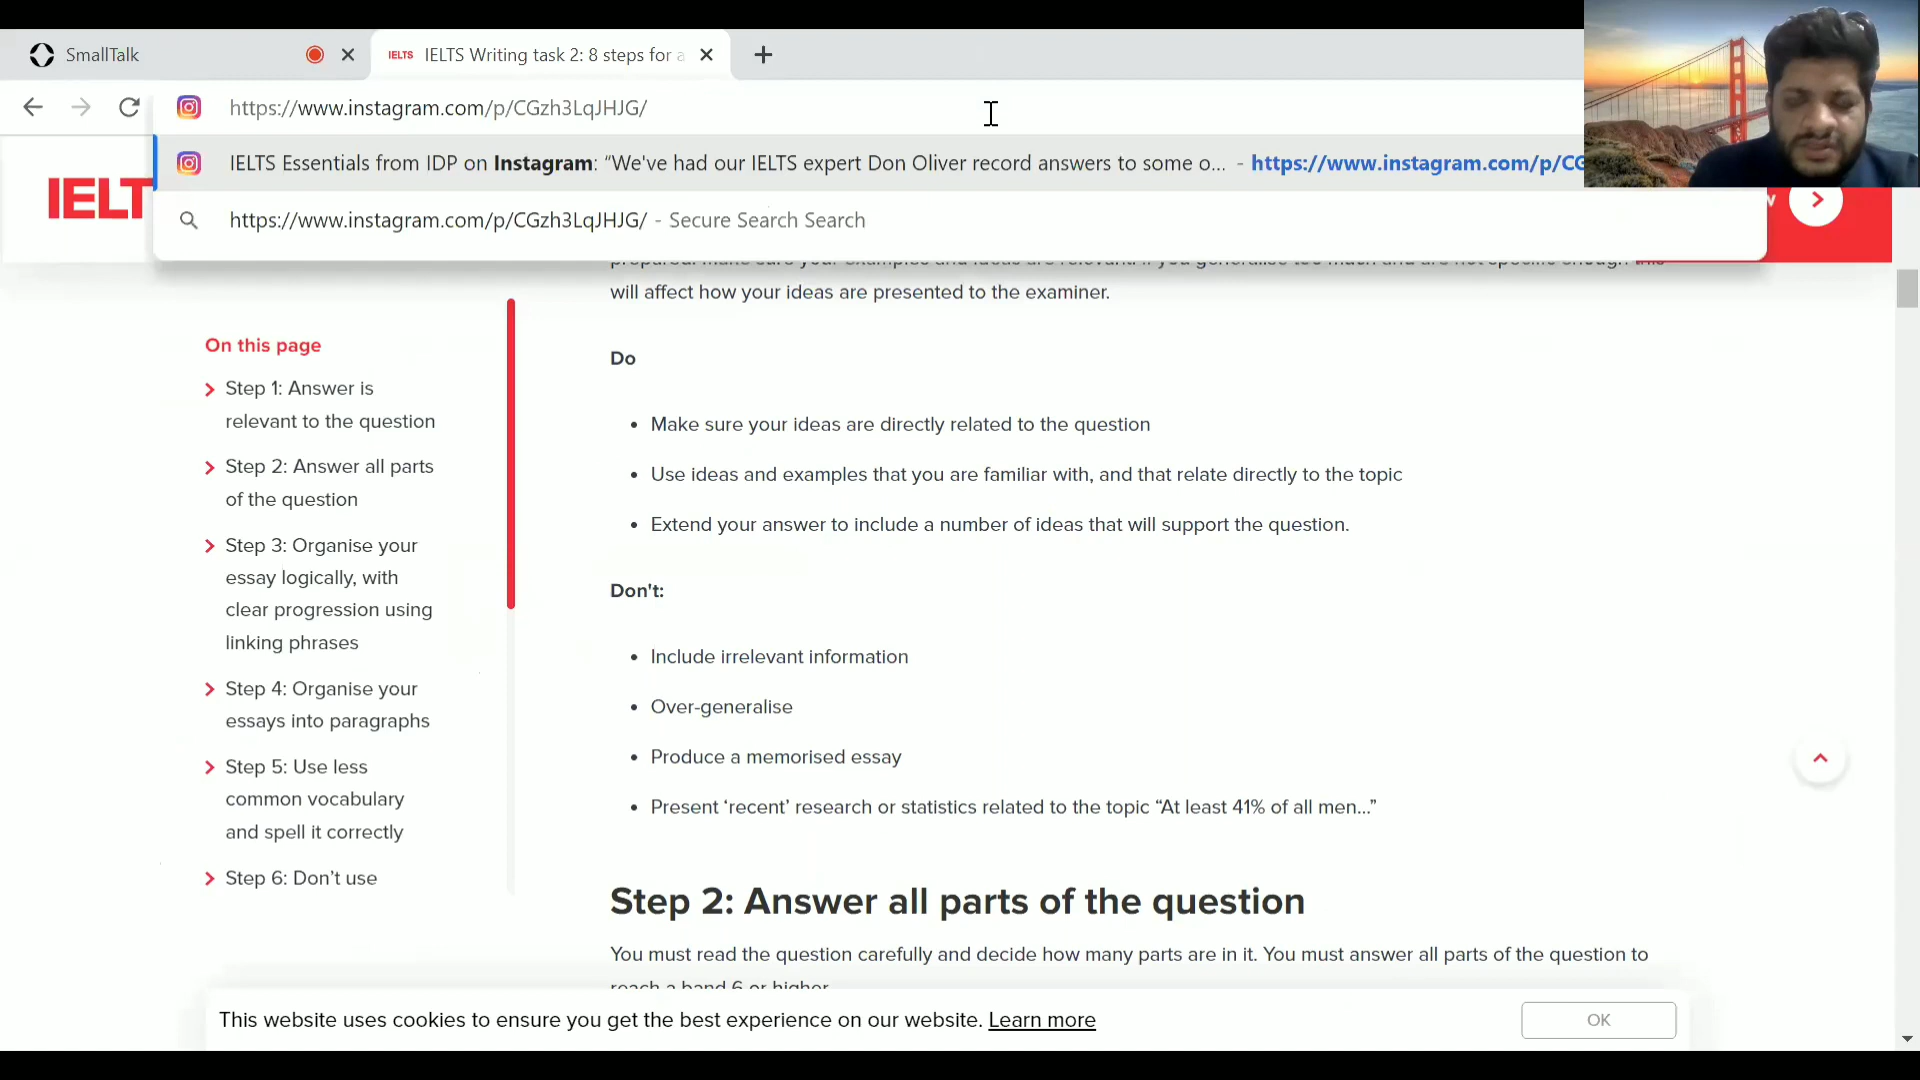 SmallTalk
IELTS IELTS Writing task 2: 8 steps for a
https://www.instagram.com/p/CGzh3LqJHJG/
IELTS Essentials from IDP on Instagram: “We've had our IELTS expert Don Oliver record answers to some o... - https://www.instagram.com/p/CG
https://www.instagram.com/p/CGzh3LqJHJG/ - Secure Search Search
IELT
will affect how your ideas are presented to the examiner.
On this page
Step 1: Answer is
relevant to the question
Step 2: Answer all parts
of the question
Step 3: Organise your
essay logically, with
clear progression using
linking phrases
Step 4: Organise your
essays into paragraphs
Step 5: Use less
common vocabulary
and spell it correctly
Step 6: Don’t use
Do
• Make sure your ideas are directly related to the question
• Use ideas and examples that you are familiar with, and that relate directly to the topic
• Extend your answer to include a number of ideas that will support the question.
Don't:
• Include irrelevant information
• Over-generalise
• Produce a memorised essay
• Present ‘recent’ research or statistics related to the topic “At least 41% of all men...”
Step 2: Answer all parts of the question
You must read the question carefully and decide how many parts are in it. You must answer all parts of the question to
reach a band 6 or higher.
This website uses cookies to ensure you get the best experience on our website. Learn more
OK